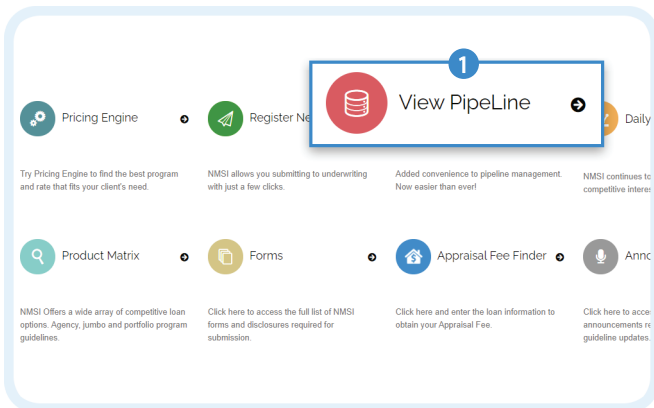 1
View PipeLine
Pricing Engine
Register Ne
Daily
Try Pricing Engine to find the best program
and rate that fits your client's need.
NMSI allows you submitting to underwriting
with just a few clicks.
Added convenience to pipeline management.
Now easier than ever!
NMSI continues to
competitive interes
Product Matrix
Forms
Appraisal Fee Finder
Anno
NMSI Offers a wide array of competitive loan
options. Agency, jumbo and portfolio program
guidelines.
Click here to access the full list of NMSI
forms and disclosures required for
submission.
Click here and enter the loan information to
obtain your Appraisal Fee.
Click here to acce
announcements re
guideline updates.